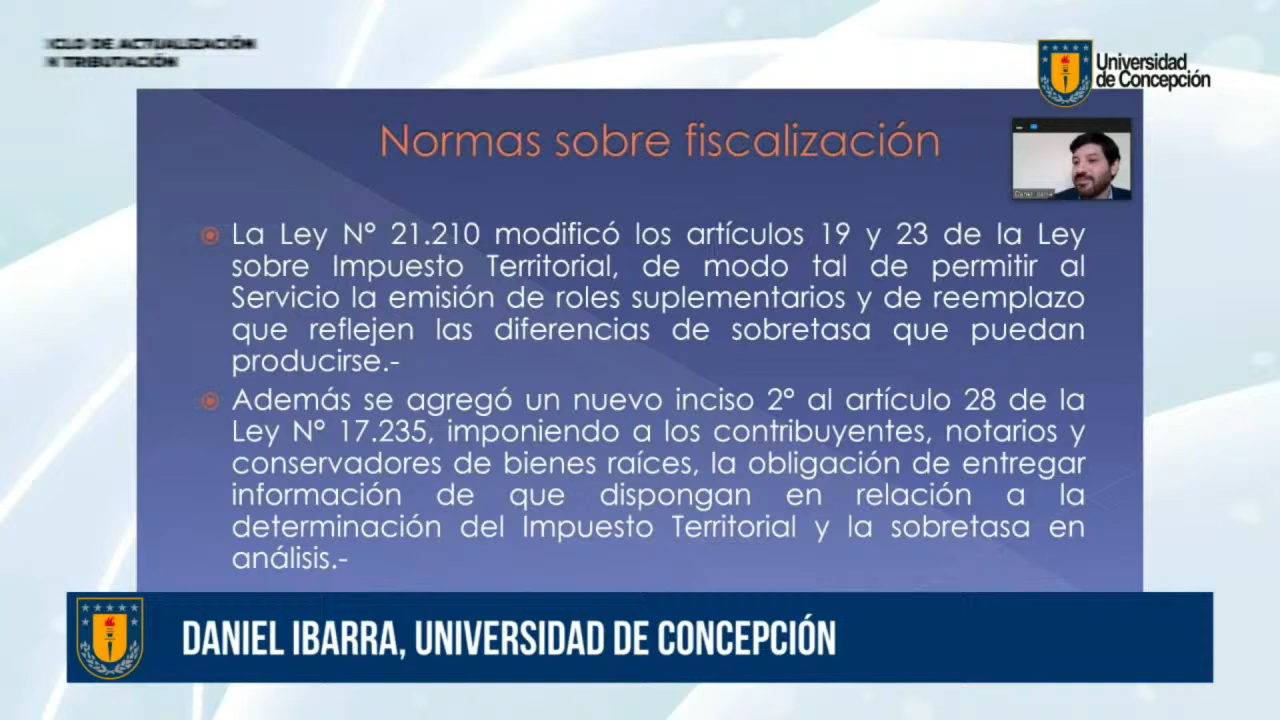 CLO DE ACTUALIZACIÓN
N TRIBUTACIÓN
Universidad
de Concepción
Normas sobre fiscalización
La Ley N° 21.210 modificó los artículos 19 y 23 de la Ley
sobre Impuesto Territorial, de modo tal de permitir al
Servicio la emisión de roles suplementarios y de reemplazo
que reflejen las diferencias de sobretasa que puedan
producirse.-
Además se agregó un nuevo inciso 2° al artículo 28 de la
Ley N° 17.235, imponiendo a los contribuyentes, notarios y
conservadores de bienes raíces, la obligación de entregar
información de que dispongan en relación a la
determinación del Impuesto Territorial y la sobretasa en
análisis.-
DANIEL IBARRA, UNIVERSIDAD DE CONCEPCIÓN